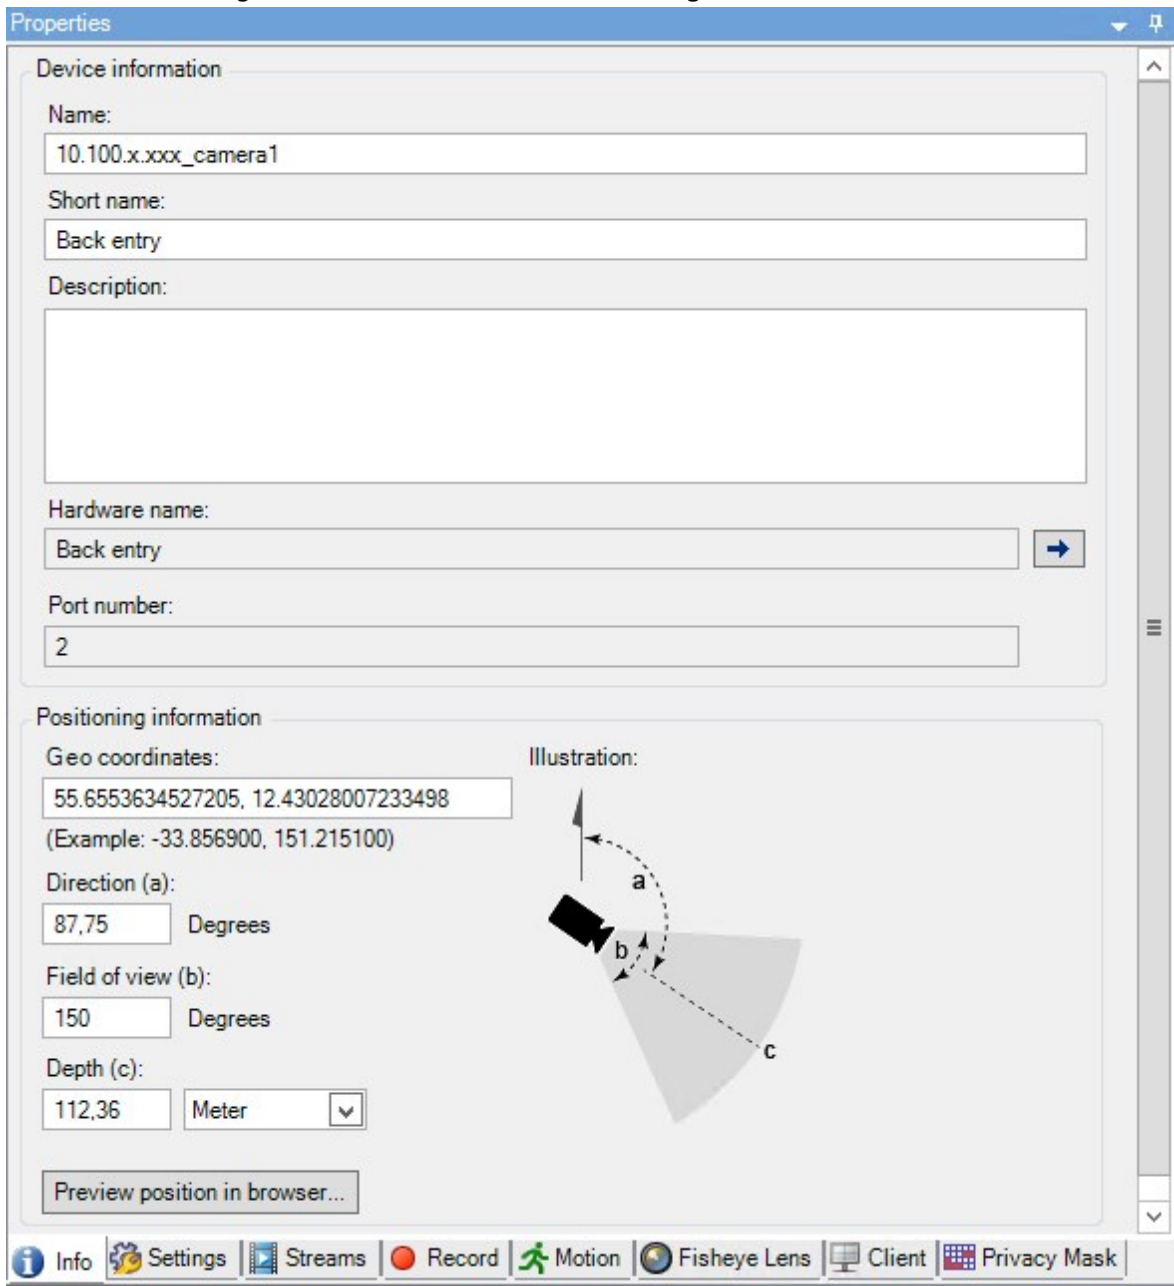 Properties
Device information
Name:
10.100.x.xxx_camera1
Short name:
Back entry
Description:
Hardware name:
Back entry
Port number:
2
Positioning information
Geo coordinates:
Illustration:
55.6553634527205, 12.43028007233498
(Example: -33.856900, 151.215100)
Direction (a):
87,75 Degrees
a
b
c
Field of view (b):
150 Degrees
Depth (c):
112,36 Meter
Preview position in browser...
Info Settings Streams Record Motion Fisheye Lens Client Privacy Mask